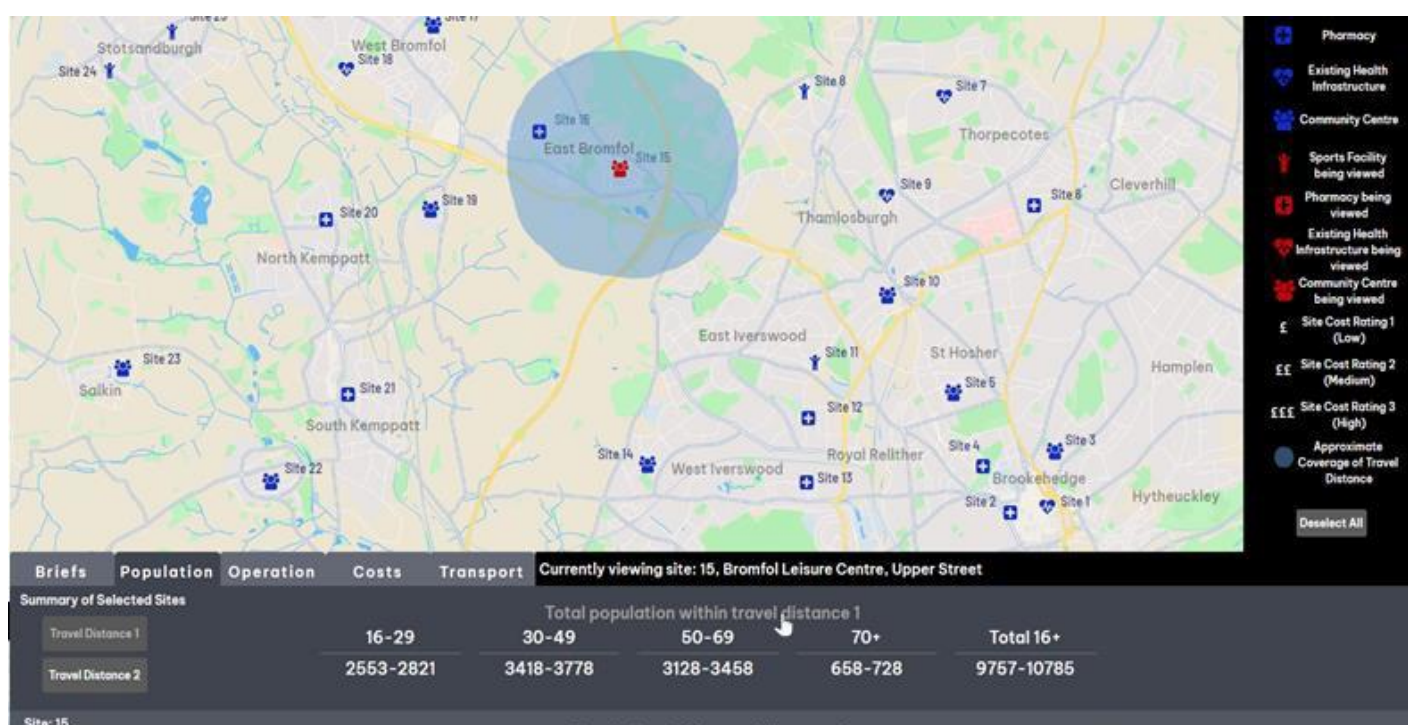 Site 25
Site 17
Stotsandburgh
West Bromfol
Site 24
Site 18
Site 8
Site 7
Site 16
East Bromfol
Site 15
Thorpecotes
Site 9
Site 6
Cleverhill
Site 20
Site 19
Thamlosburgh
North Kemppatt
Site 10
East Iverswood
Site 11
St Hosher
Hamplen
Site 23
Salkin
Site 21
Site 5
Site 12
South Kemppatt
Site 14
West Iverswood
Royal Rellther
Site 4
Site 3
Site 22
Site 13
Brookehedge
Site 2
Site 1
Hytheuckley
Pharmacy
Existing Health
Infrastructure
Community Centre
Sports Facility
being viewed
Pharmacy being
viewed
Existing Health
Infrastructure being
viewed
Community Centre
being viewed
£ Site Cost Rating 1
(Low)
££ Site Cost Rating 2
(Medium)
£££ Site Cost Rating 3
(High)
Approximate
Coverage of Travel
Distance
Deselect All
Briefs Population Operation Costs Transport Currently viewing site: 15, Bromfol Leisure Centre, Upper Street
Summary of Selected Sites
Total population within travel distance 1
Travel Distance 1
16-29 30-49 50-69 70+ Total 16+
Travel Distance 2
2553-2821 3418-3778 3128-3458 658-728 9757-10785
Site: 15